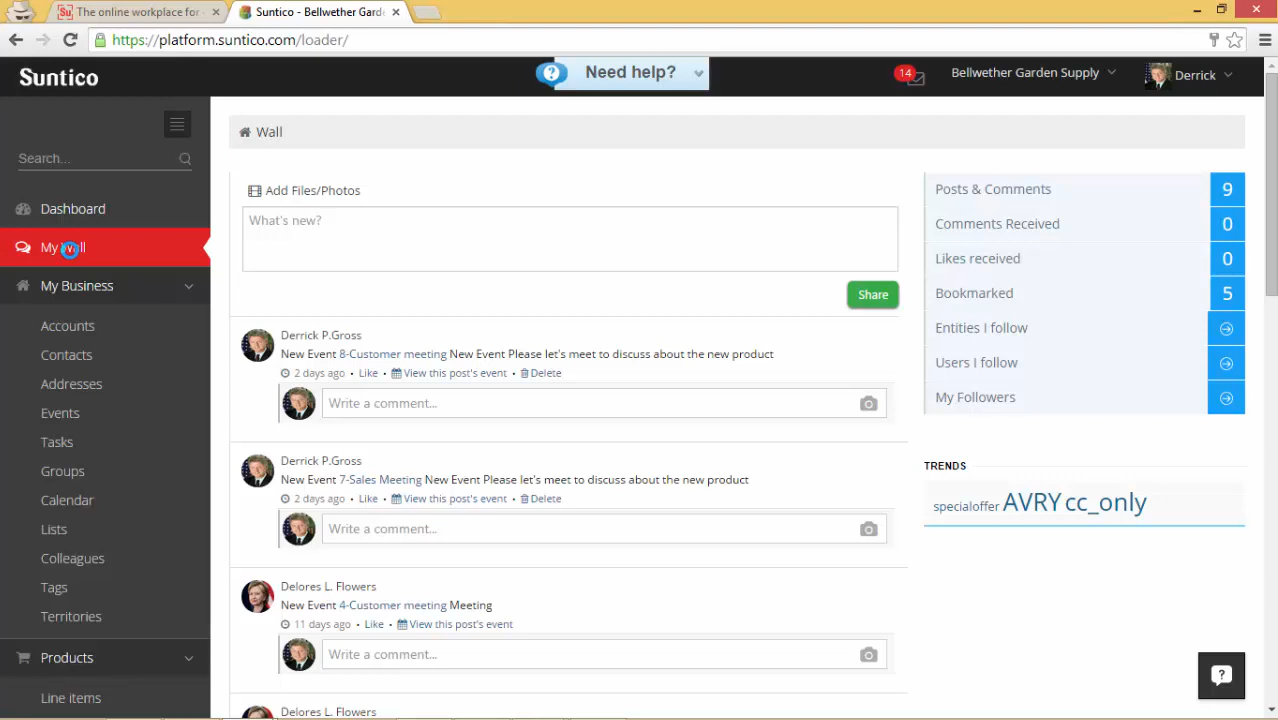 The online workplace for
Suntico - Bellwether Garde
https://platform.suntico.com/loader/
Suntico
Need help?
14
Bellwether Garden Supply
Derrick
Search...
Dashboard
My Wall
My Business
Accounts
Contacts
Addresses
Events
Tasks
Groups
Calendar
Lists
Colleagues
Tags
Territories
Products
Line items
Wall
Add Files/Photos
What's new?
Share
Derrick P.Gross
New Event 8-Customer meeting New Event Please let's meet to discuss about the new product
2 days ago • Like • View this post's event • Delete
Write a comment...
Derrick P.Gross
New Event 7-Sales Meeting New Event Please let's meet to discuss about the new product
2 days ago • Like • View this post's event • Delete
Write a comment...
Delores L. Flowers
New Event 4-Customer meeting Meeting
11 days ago • Like • View this post's event
Write a comment...
Delores L. Flowers
Posts & Comments 9
Comments Received 0
Likes received 0
Bookmarked 5
Entities I follow
Users I follow
My Followers
TRENDS
specialoffer AVRY cc_only